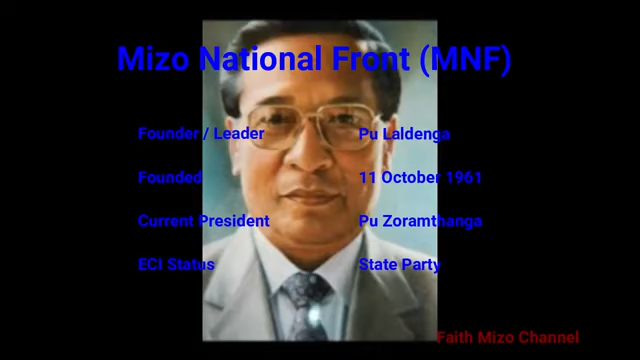 Mizo National Front (MNF)
Founder / Leader Pu Laldenga
Founded 11 October 1961
Current President Pu Zoramthanga
ECI Status State Party
Faith Mizo Channel